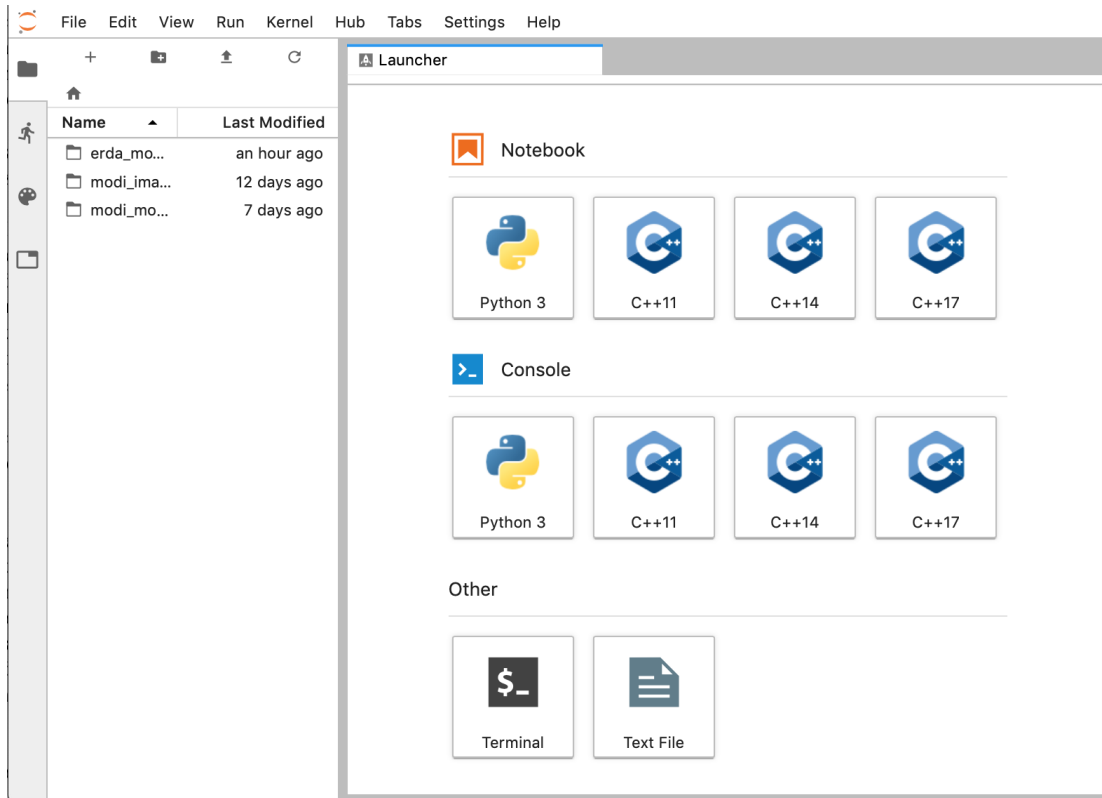 File Edit View Run Kernel Hub Tabs Settings Help
Launcher
Name Last Modified
erda_mo... an hour ago
modi_ima... 12 days ago
modi_mo... 7 days ago
Notebook
Python 3 C++11 C++14 C++17
Console
Python 3 C++11 C++14 C++17
Other
$_
Terminal Text File